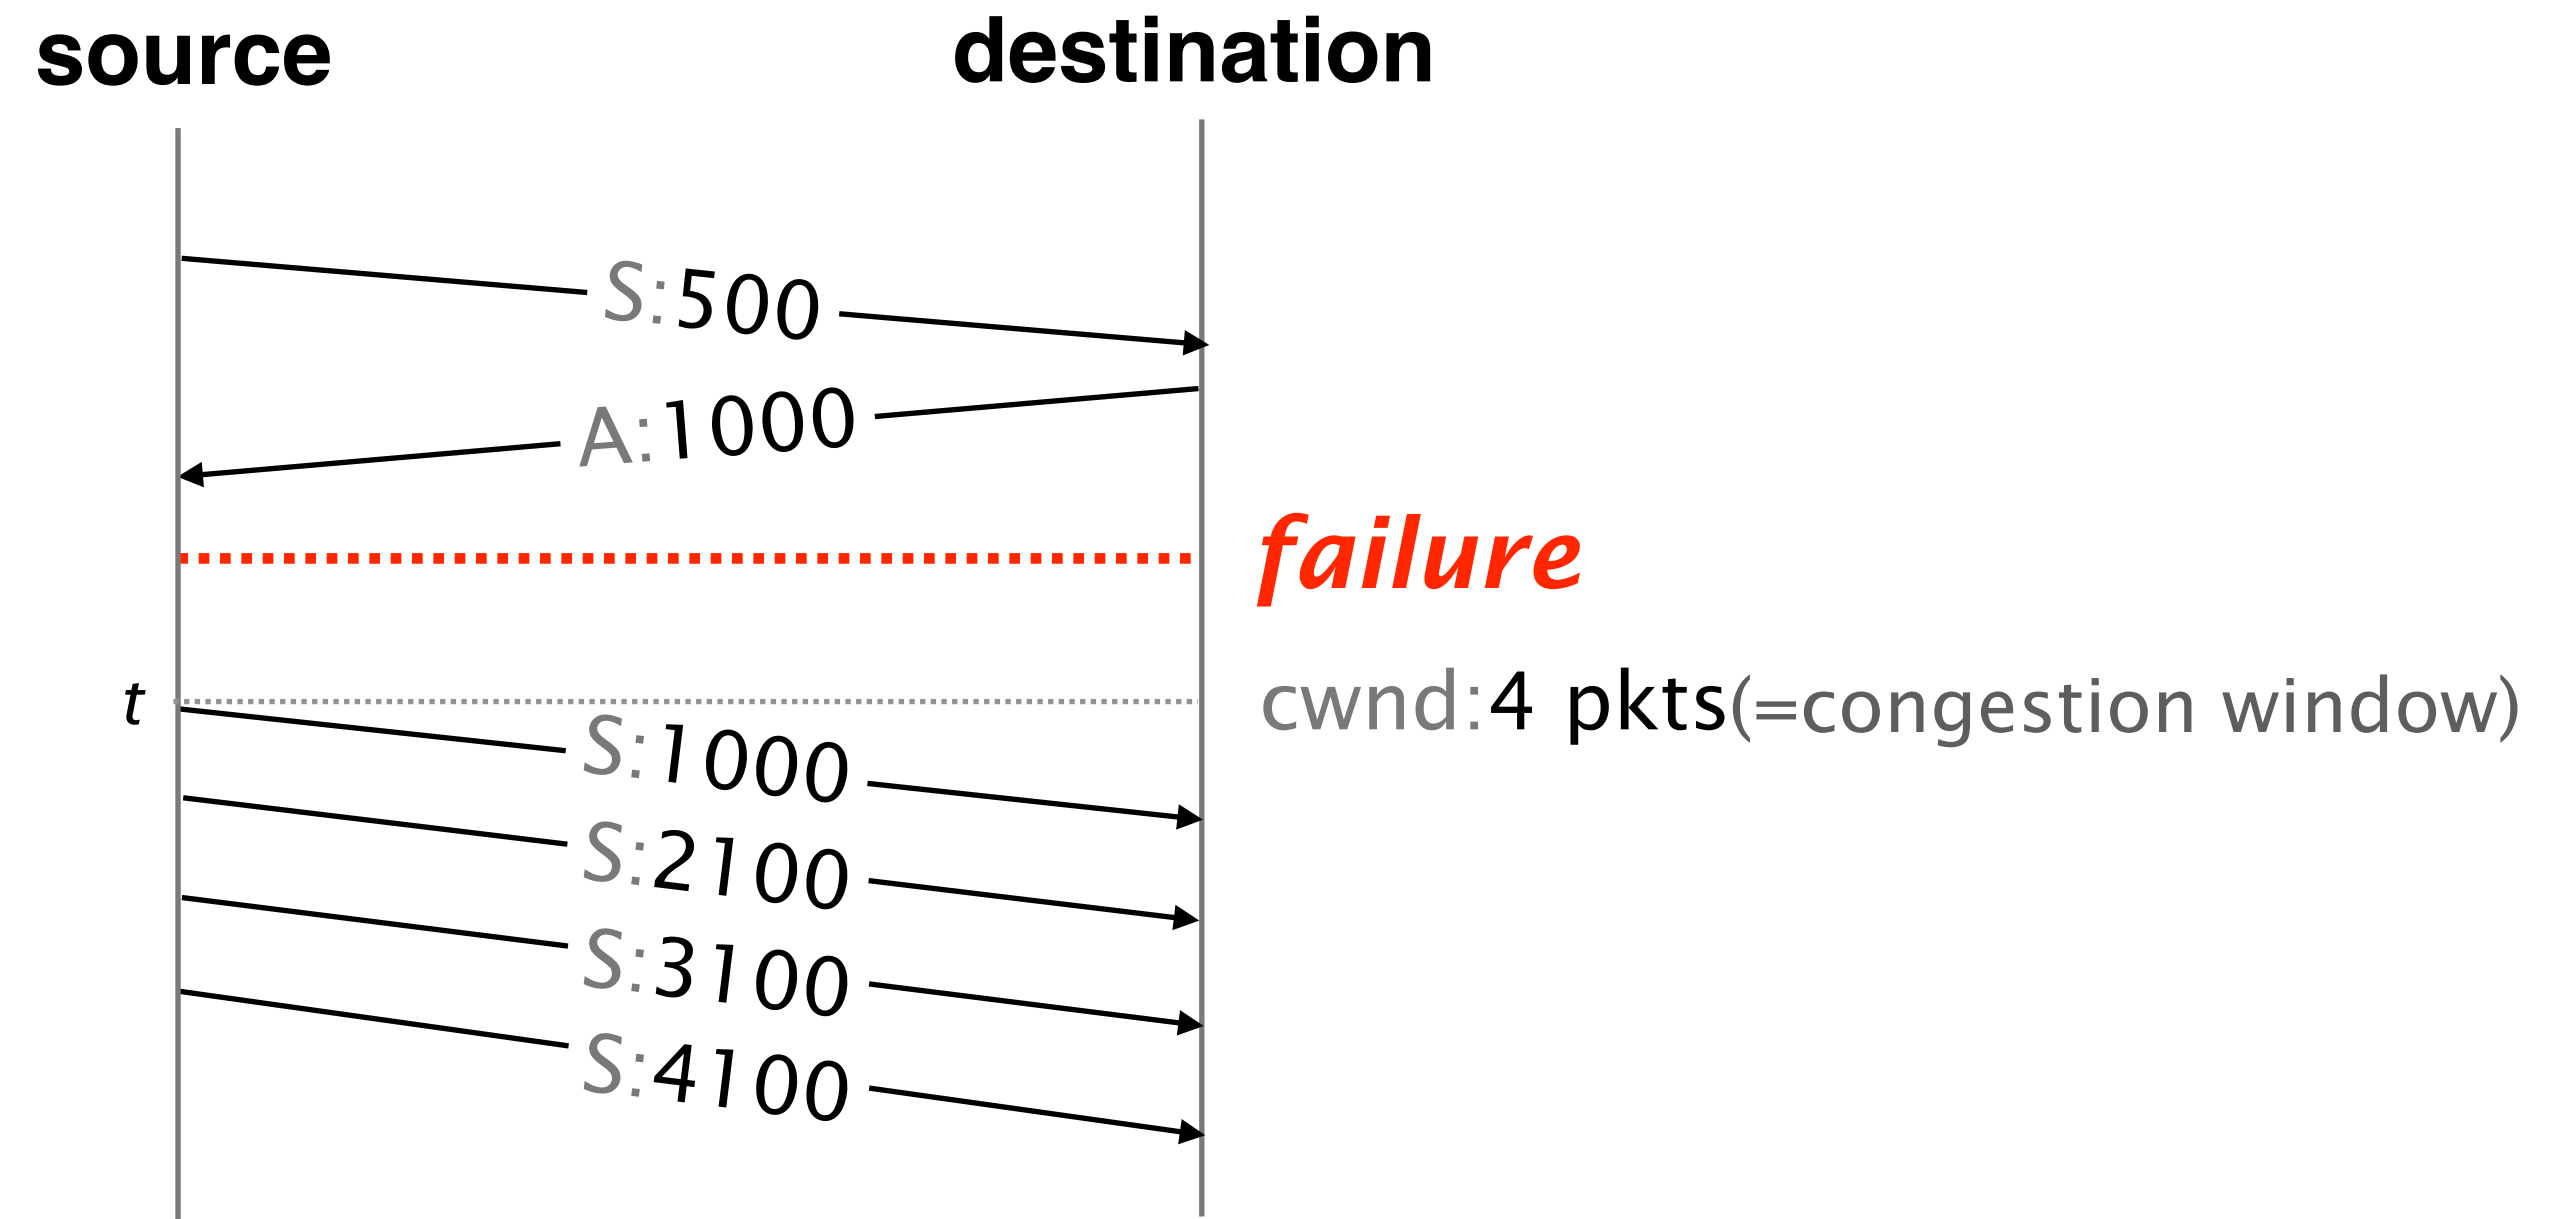 source
destination
S:500
A:1000
failure
t
cwnd:4 pkts(=congestion window)
S:1000
S:2100
S:3100
S:4100